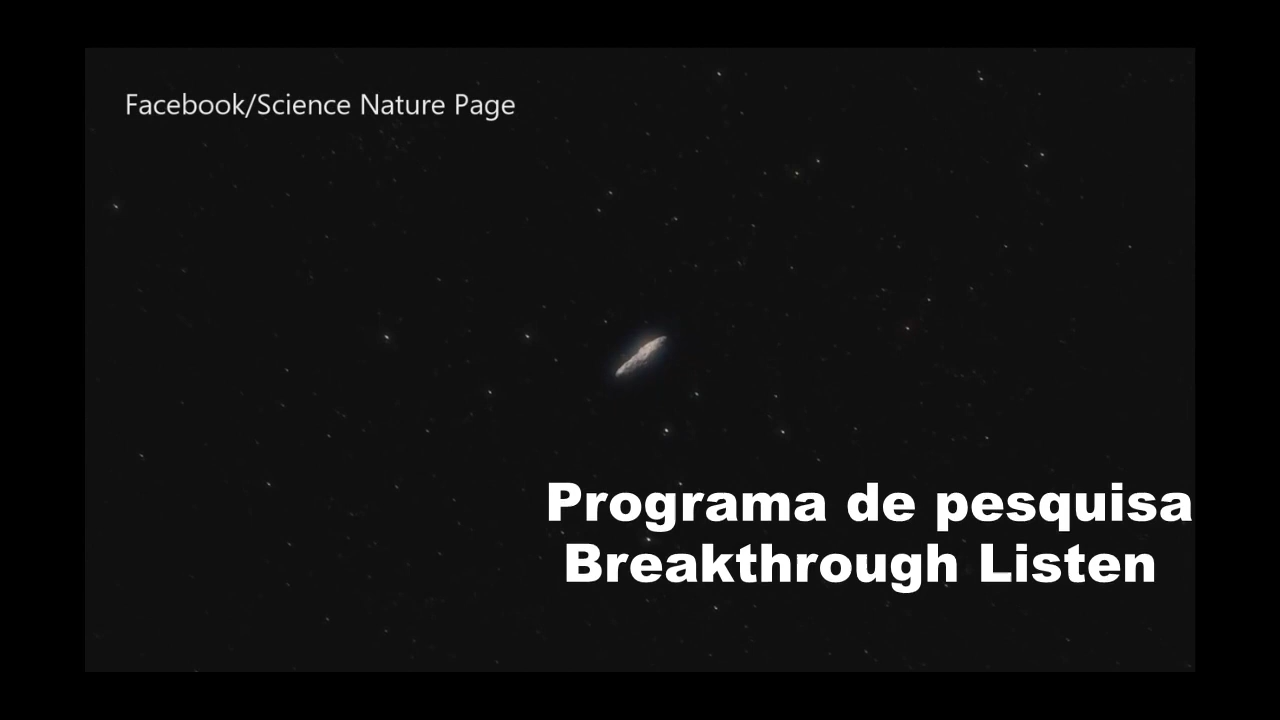 Facebook/Science Nature Page
Programa de pesquisa
Breakthrough Listen